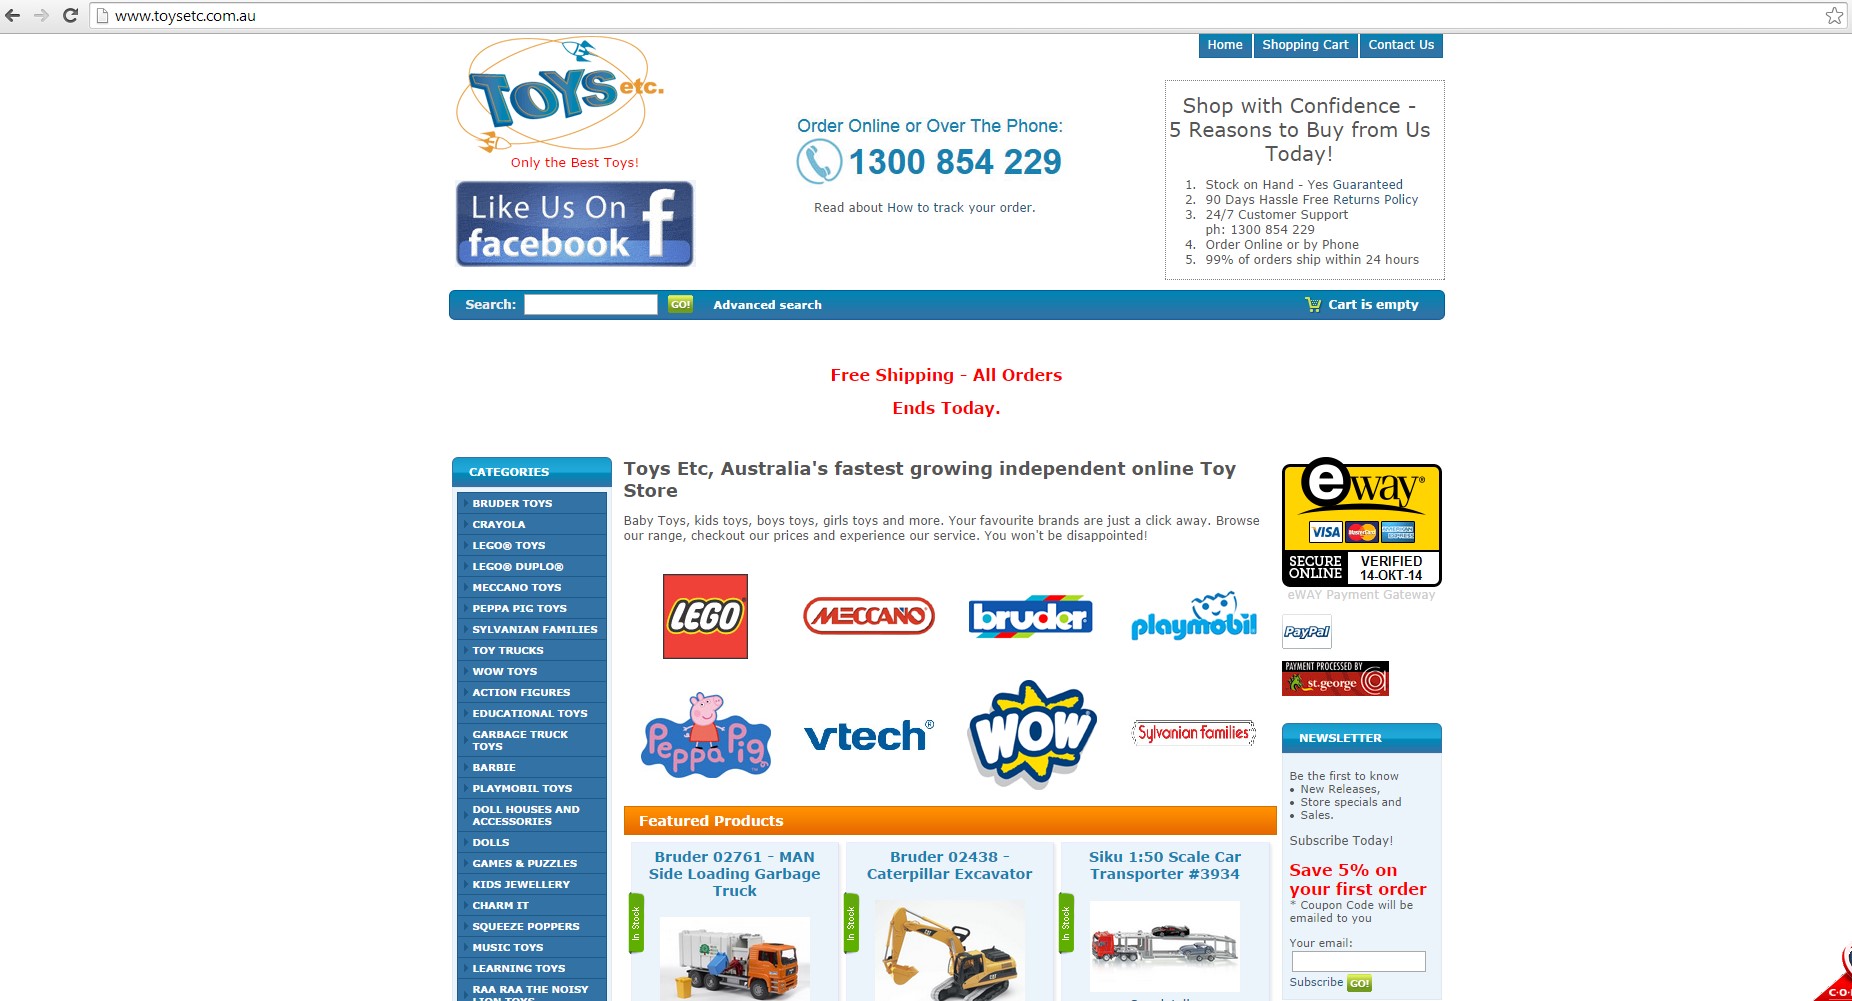 www.toysetc.com.au
Home
Shopping Cart
Contact Us
TOYS etc.
Only the Best Toys!
Like Us On
facebook
Order Online or Over The Phone:
1300 854 229
Read about How to track your order.
Shop with Confidence -
5 Reasons to Buy from Us
Today!
1. Stock on Hand - Yes Guaranteed
2. 90 Days Hassle Free Returns Policy
3. 24/7 Customer Support
ph: 1300 854 229
4. Order Online or by Phone
5. 99% of orders ship within 24 hours
Search:
GO!
Advanced search
Cart is empty
Free Shipping - All Orders
Ends Today.
CATEGORIES
BRUDER TOYS
CRAYOLA
LEGO® TOYS
LEGO® DUPLO®
MECCANO TOYS
PEPPA PIG TOYS
SYLVANIAN FAMILIES
TOY TRUCKS
WOW TOYS
ACTION FIGURES
EDUCATIONAL TOYS
GARBAGE TRUCK
TOYS
BARBIE
PLAYMOBIL TOYS
DOLL HOUSES AND
ACCESSORIES
DOLLS
GAMES & PUZZLES
KIDS JEWELLERY
CHARM IT
SQUEEZE POPPERS
MUSIC TOYS
LEARNING TOYS
RAA RAA THE NOISY
LION TOYS
Toys Etc, Australia's fastest growing independent online Toy
Store
Baby Toys, kids toys, boys toys, girls toys and more. Your favourite brands are just a click away. Browse
our range, checkout our prices and experience our service. You won't be disappointed!
LEGO
MECCANO
bruder
playmobil
Peppa Pig
vtech®
WOW
Sylvanian Families
Featured Products
Bruder 02761 - MAN
Side Loading Garbage
Truck
In Stock
Bruder 02438 -
Caterpillar Excavator
In Stock
CAT
Siku 1:50 Scale Car
Transporter #3934
In Stock
eway®
VISA
MasterCard
AMERICAN EXPRESS
SECURE
ONLINE
VERIFIED
14-OKT-14
eWAY Payment Gateway
PayPal
PAYMENT PROCESSED BY
st.george
NEWSLETTER
Be the first to know
• New Releases,
• Store specials and
• Sales.
Subscribe Today!
Save 5% on
your first order
* Coupon Code will be
emailed to you
Your email:
Subscribe GO!